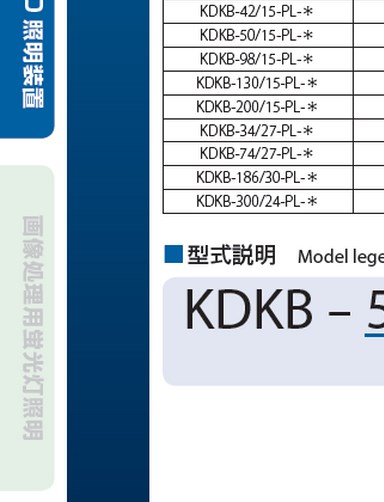 KDKB-42/15-PL-＊
KDKB-50/15-PL-＊
KDKB-98/15-PL-＊
KDKB-130/15-PL-＊
KDKB-200/15-PL-＊
KDKB-34/27-PL-＊
KDKB-74/27-PL-＊
KDKB-186/30-PL-＊
KDKB-300/24-PL-＊
型式説明 Model lege
KDKB – 5
照明装置
画像処理用蛍光灯照明